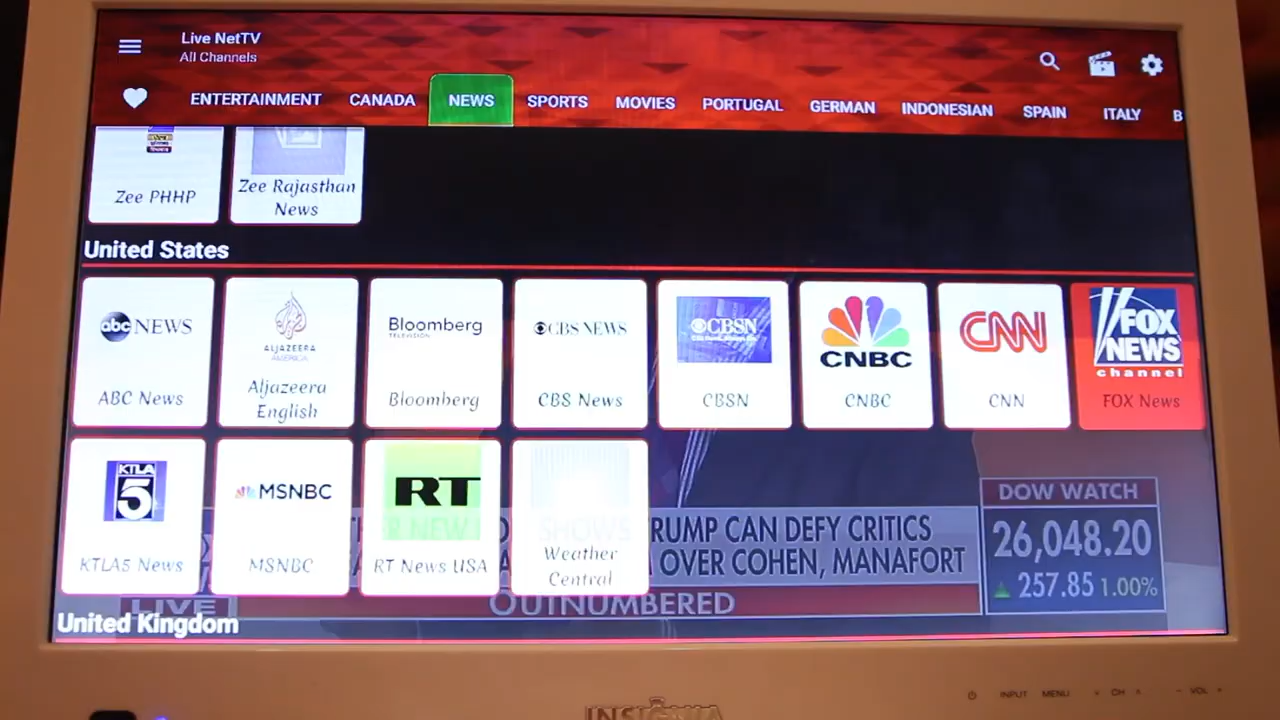 Live NetTV
All Channels
ENTERTAINMENT CANADA NEWS SPORTS MOVIES PORTUGAL GERMAN INDONESIAN SPAIN ITALY B
Zee PHHP
Zee Rajasthan
News
United States
abc NEWS
ABC News
ALJAZEERA
AMERICA
Aljazeera
English
Bloomberg
TELEVISION
Bloomberg
CBS NEWS
CBS News
CBSN
CBSN
CNBC
CNBC
CNN
CNN
FOX
NEWS
channel
FOX News
KTLA
5
KTLA5 News
MSNBC
MSNBC
RT
RT News USA
SHOWS
Weather
Central
RUMP CAN DEFY CRITICS
OVER COHEN, MANAFORT
LIVE
OUTNUMBERED
DOW WATCH
26,048.20
257.85 1.00%
United Kingdom
INSIGNIA
INPUT MENU - CH ^ - VOL +